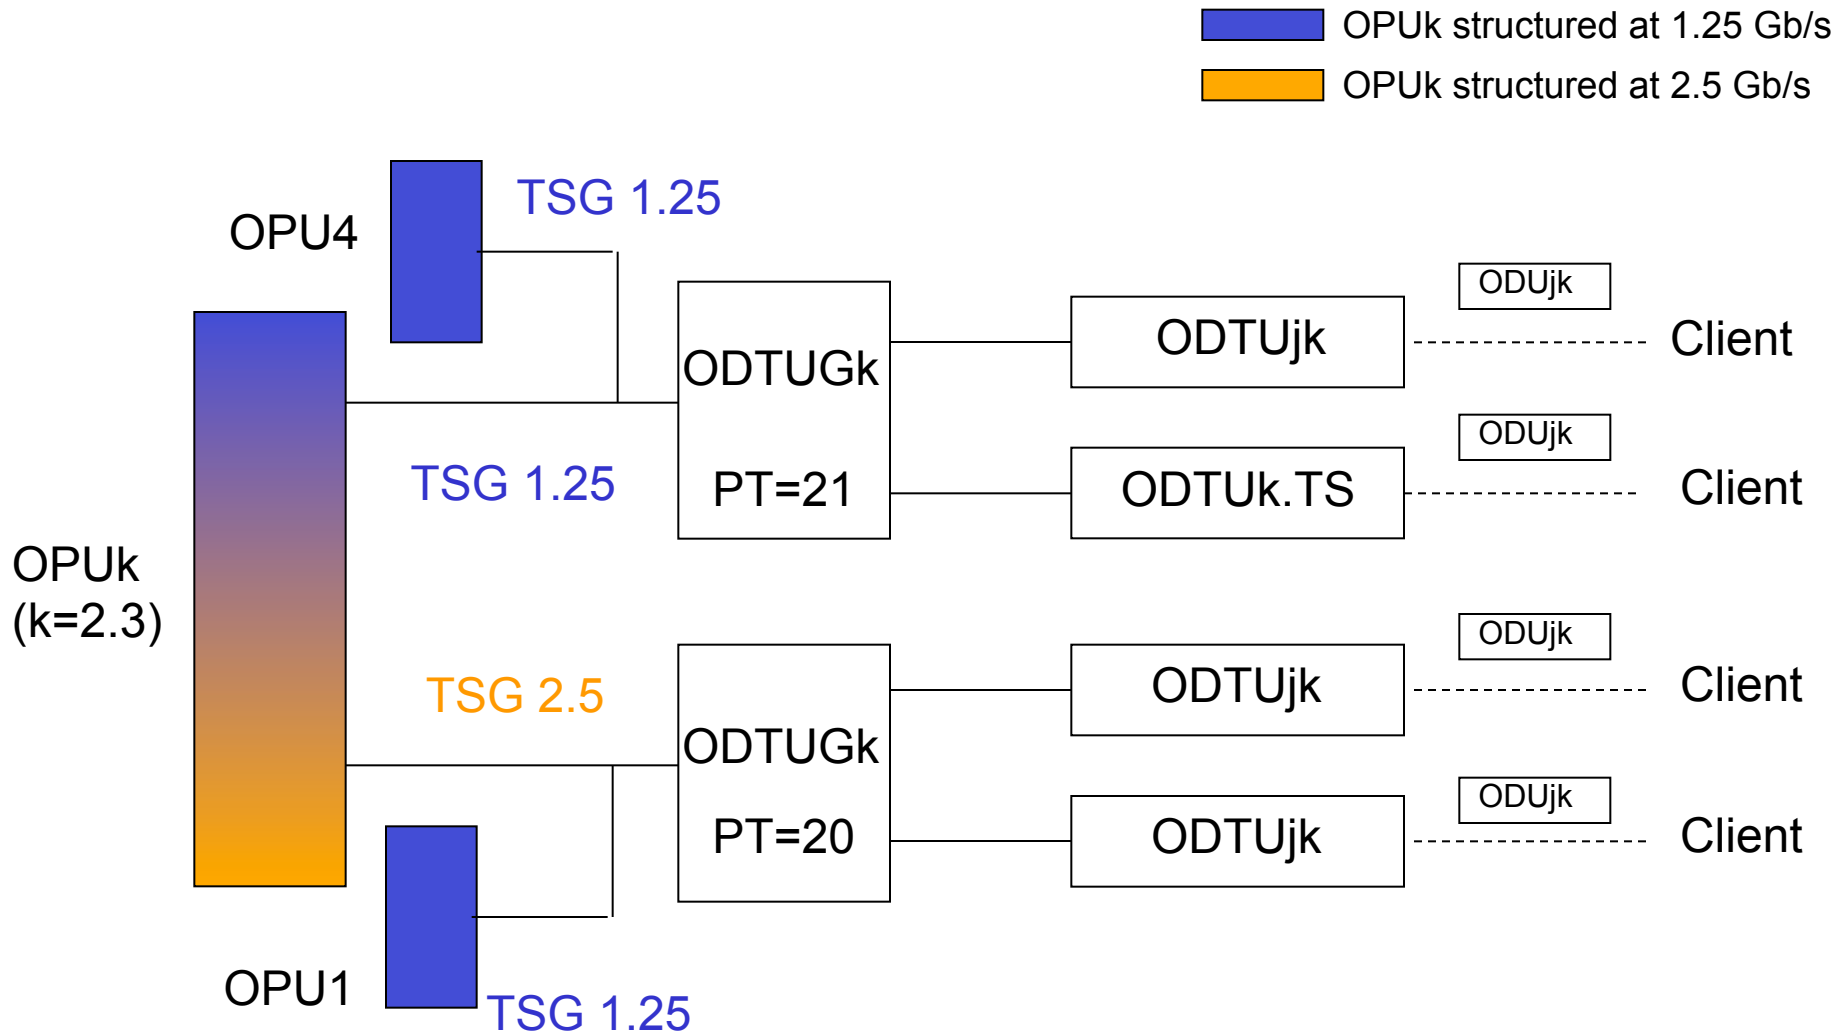 OPUk structured at 1.25 Gb/s
OPUk structured at 2.5 Gb/s
TSG 1.25
OPU4
ODUjk
ODTUjk
Client
ODTUGk
ODUjk
TSG 1.25
PT=21
ODTUk.TS
Client
OPUk
(k=2.3)
ODUjk
TSG 2.5
ODTUjk
Client
ODTUGk
ODUjk
PT=20
ODTUjk
Client
OPU1
TSG 1.25